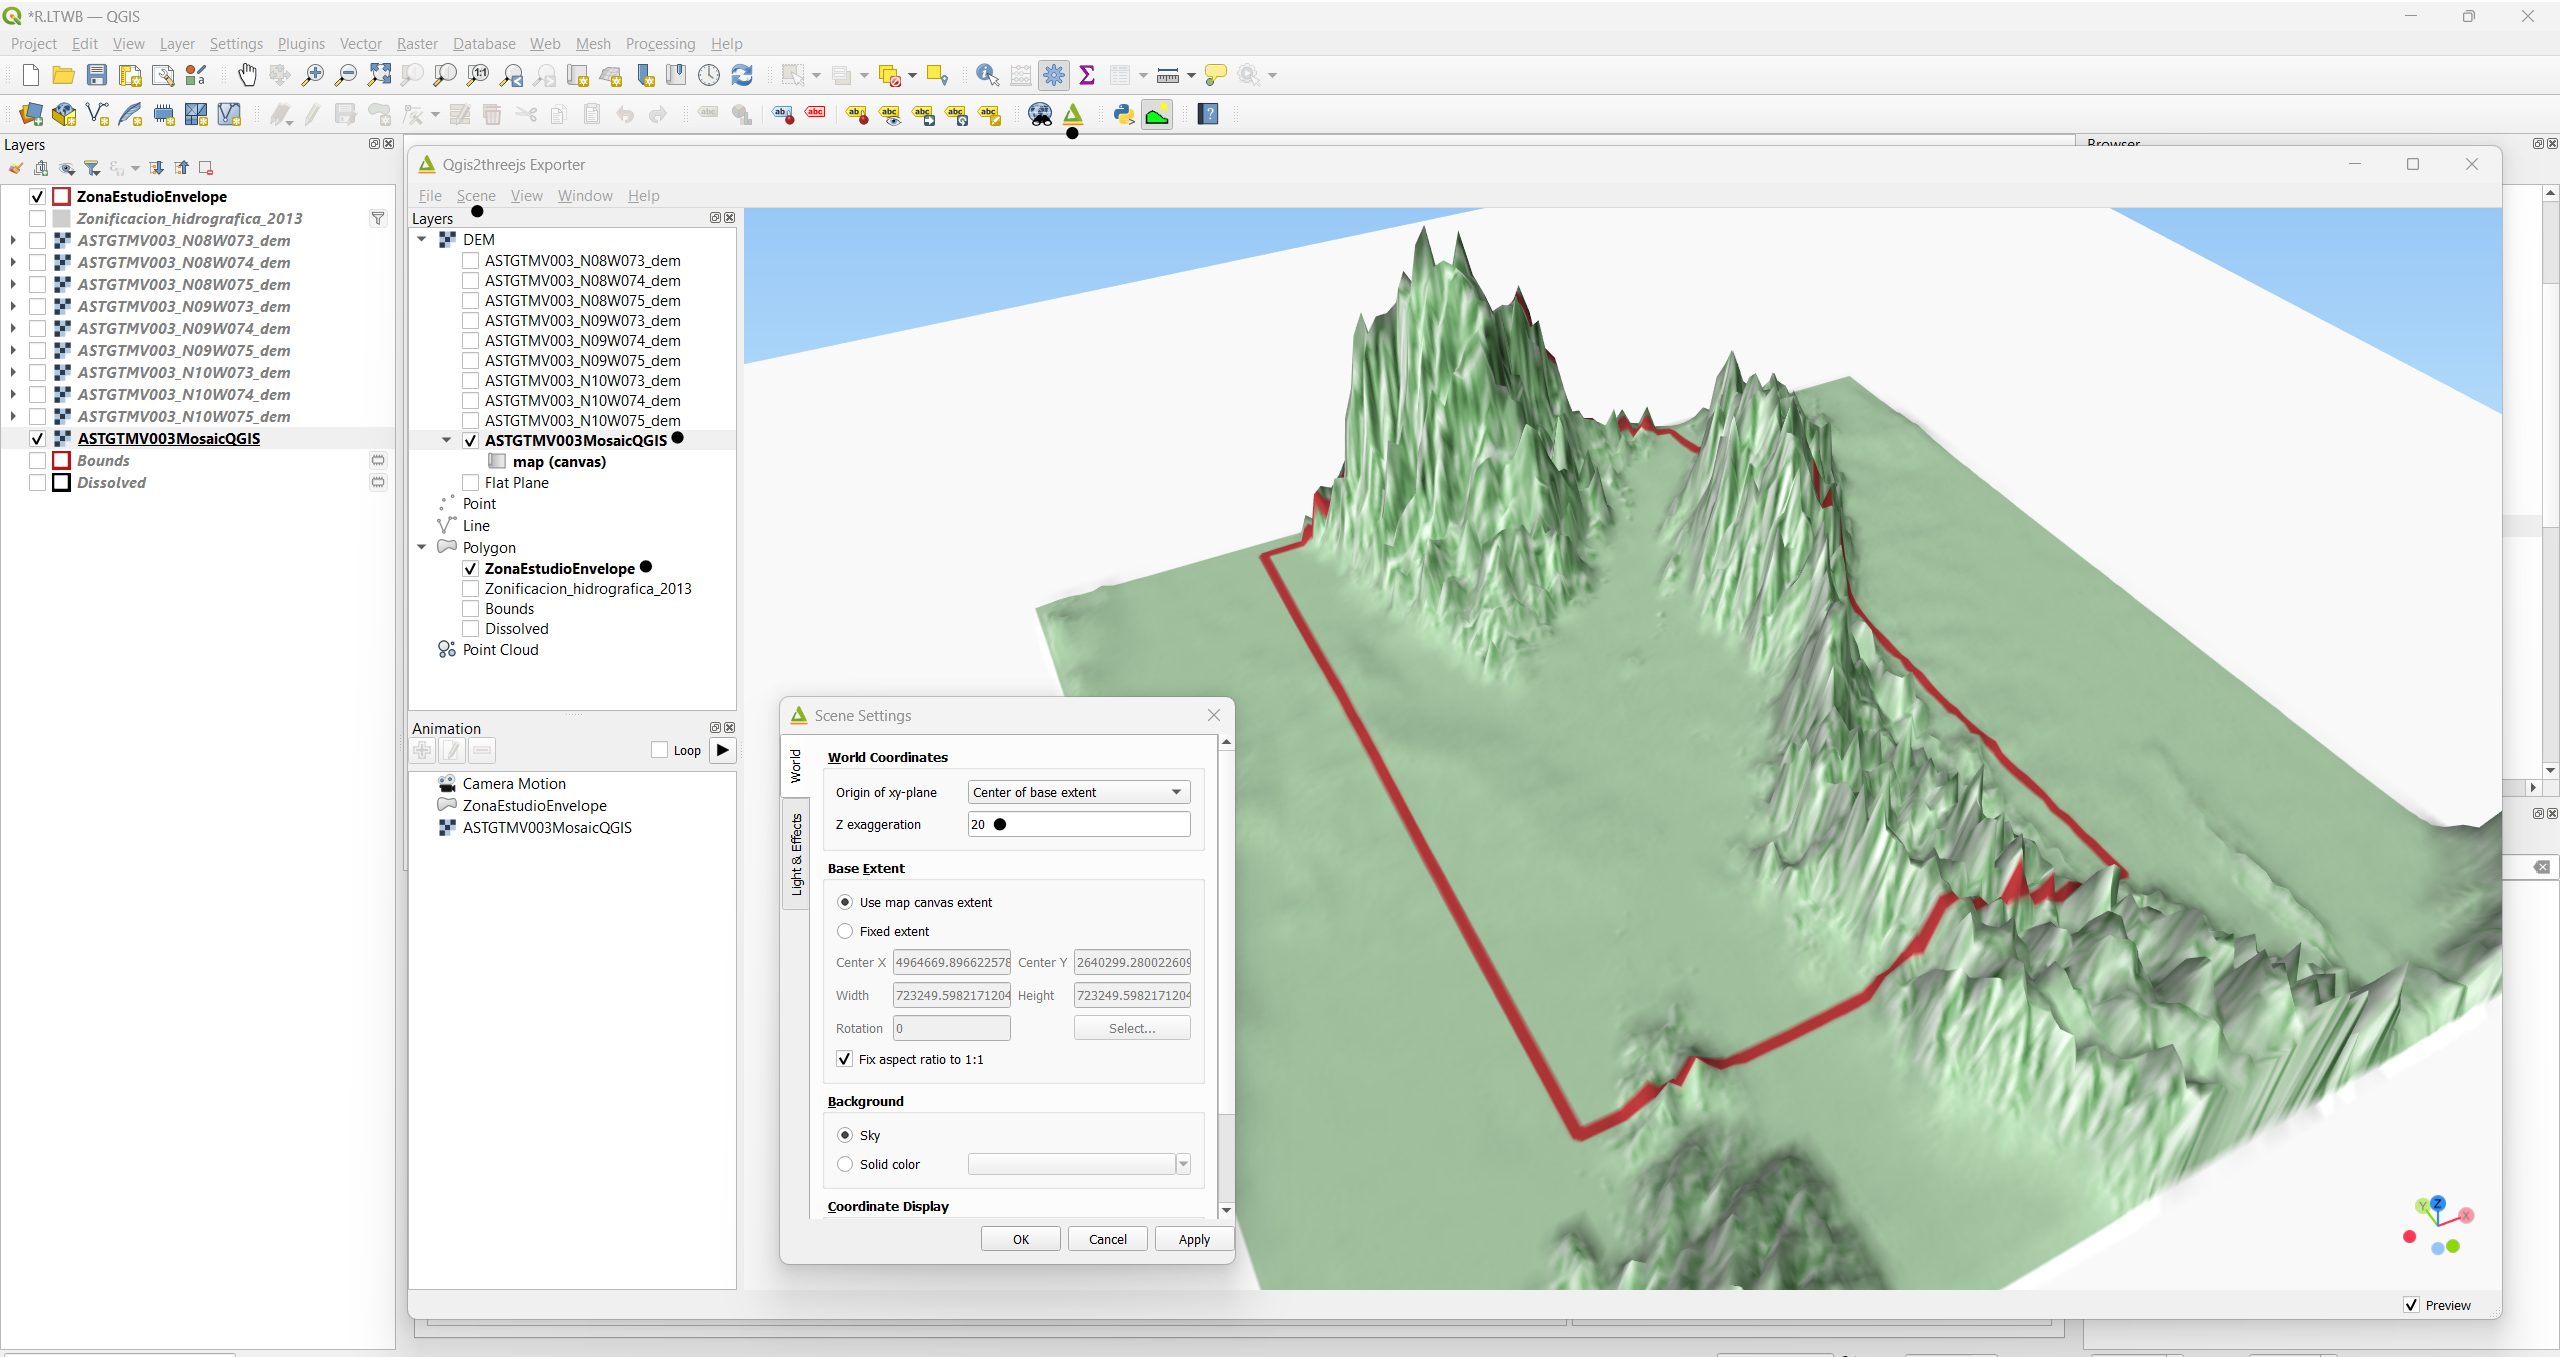 *R.LTWB — QGIS
Project Edit View Layer Settings Plugins Vector Raster Database Web Mesh Processing Help
Layers
ZonaEstudioEnvelope
Zonificacion_hidrografica_2013
ASTGTMV003_N08W073_dem
ASTGTMV003_N08W074_dem
ASTGTMV003_N08W075_dem
ASTGTMV003_N09W073_dem
ASTGTMV003_N09W074_dem
ASTGTMV003_N09W075_dem
ASTGTMV003_N10W073_dem
ASTGTMV003_N10W074_dem
ASTGTMV003_N10W075_dem
ASTGTMV003MosaicQGIS
Bounds
Dissolved
Browser
Qgis2threejs Exporter
File Scene View Window Help
Layers
DEM
ASTGTMV003_N08W073_dem
ASTGTMV003_N08W074_dem
ASTGTMV003_N08W075_dem
ASTGTMV003_N09W073_dem
ASTGTMV003_N09W074_dem
ASTGTMV003_N09W075_dem
ASTGTMV003_N10W073_dem
ASTGTMV003_N10W074_dem
ASTGTMV003_N10W075_dem
ASTGTMV003MosaicQGIS
map (canvas)
Flat Plane
Point
Line
Polygon
ZonaEstudioEnvelope
Zonificacion_hidrografica_2013
Bounds
Dissolved
Point Cloud
Animation
Loop
Camera Motion
ZonaEstudioEnvelope
ASTGTMV003MosaicQGIS
Scene Settings
World
Light & Effects
World Coordinates
Origin of xy-plane Center of base extent
Z exaggeration 20
Base Extent
Use map canvas extent
Fixed extent
Center X 4964669.896622578 Center Y 2640299.280022609
Width 723249.5982171204 Height 723249.5982171204
Rotation 0 Select...
Fix aspect ratio to 1:1
Background
Sky
Solid color
Coordinate Display
OK Cancel Apply
Y Z X
Preview